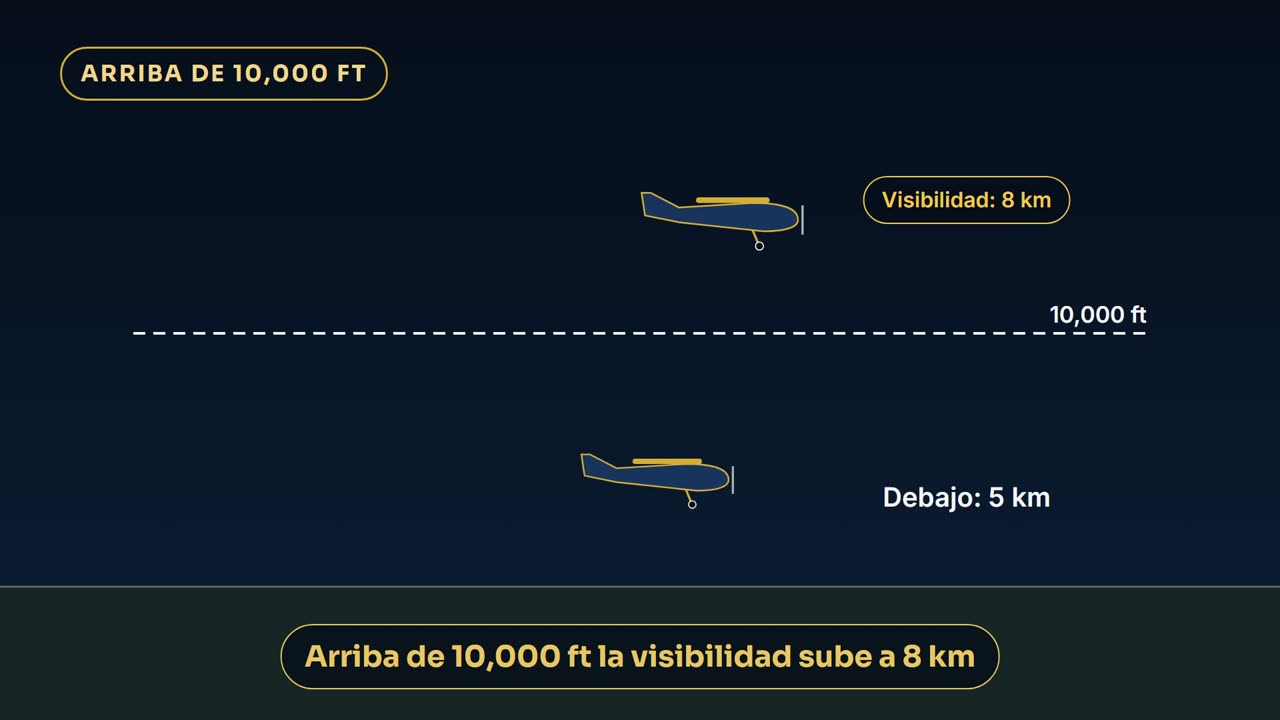 ARRIBA DE 10,000 FT
Visibilidad: 8 km
10,000 ft
Debajo: 5 km
Arriba de 10,000 ft la visibilidad sube a 8 km